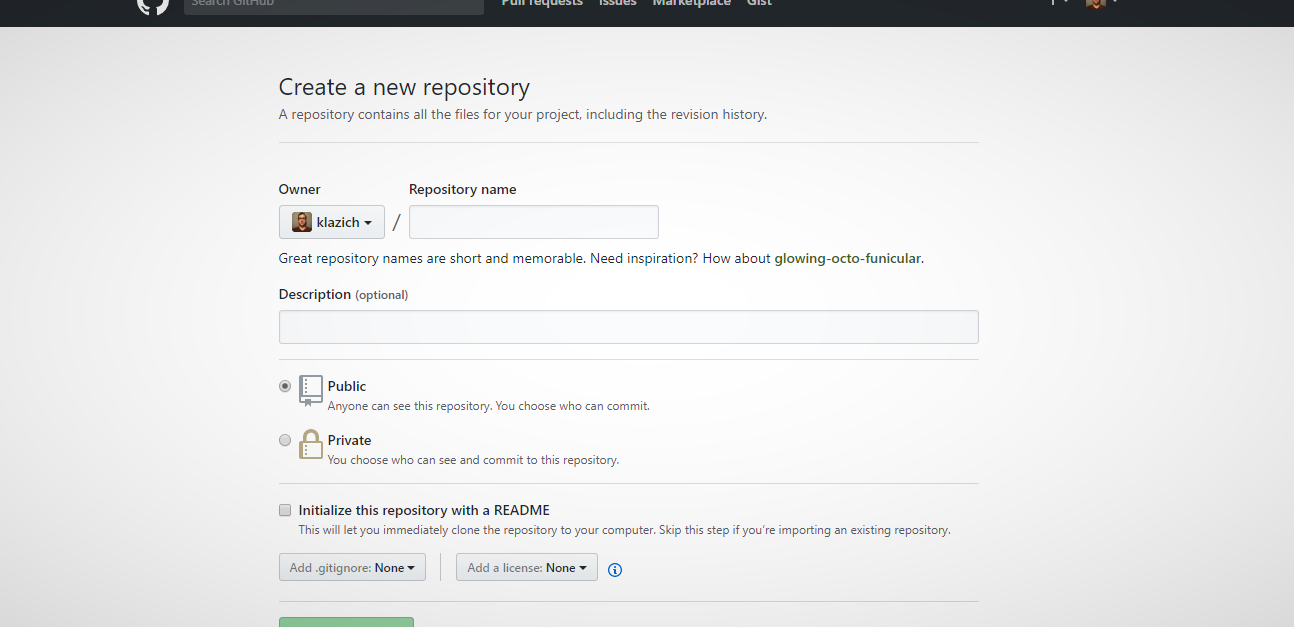 Search GitHub Pull requests Issues Marketplace Gist
Create a new repository
A repository contains all the files for your project, including the revision history.
Owner Repository name
klazich /
Great repository names are short and memorable. Need inspiration? How about glowing-octo-funicular.
Description (optional)
Public
Anyone can see this repository. You choose who can commit.
Private
You choose who can see and commit to this repository.
Initialize this repository with a README
This will let you immediately clone the repository to your computer. Skip this step if you’re importing an existing repository.
Add .gitignore: None Add a license: None